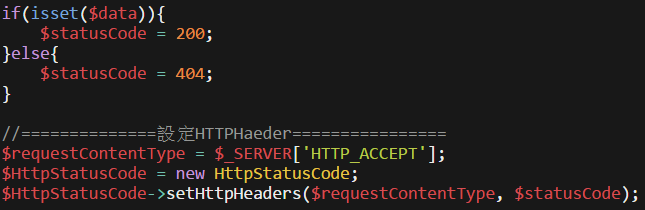 if(isset($data)){
    $statusCode = 200;
}else{
    $statusCode = 404;
}

//==============設定HTTPHaeder================
$requestContentType = $_SERVER['HTTP_ACCEPT'];
$HttpStatusCode = new HttpStatusCode;
$HttpStatusCode->setHttpHeaders($requestContentType, $statusCode);